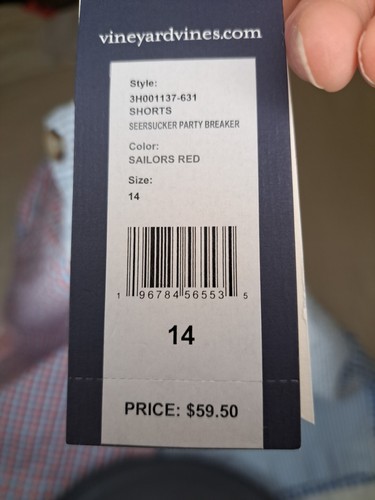 vineyardvines.com
Style:
3H001137-631
SHORTS
SEERSUCKER PARTY BREAKER
Color:
SAILORS RED
Size:
14
1 96784 56553 5
14
PRICE: $59.50